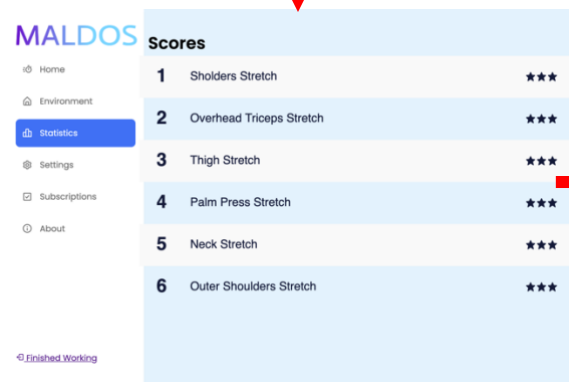 MALDOS
Home
Environment
Statistics
Settings
Subscriptions
About
Finished Working
Scores
1 Sholders Stretch
2 Overhead Triceps Stretch
3 Thigh Stretch
4 Palm Press Stretch
5 Neck Stretch
6 Outer Shoulders Stretch